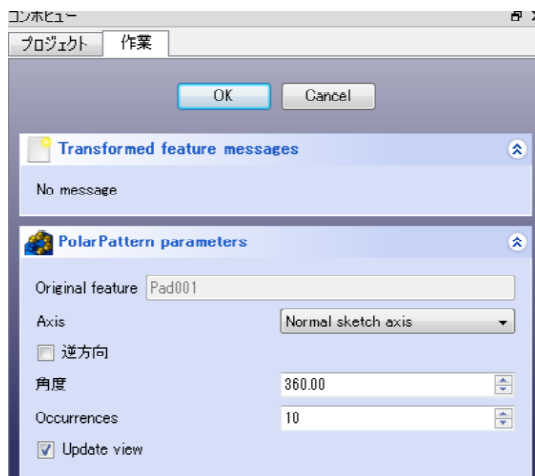 コンボビュー
プロジェクト 作業
OK Cancel
Transformed feature messages
No message
PolarPattern parameters
Original feature Pad001
Axis Normal sketch axis
逆方向
角度 360.00
Occurrences 10
Update view